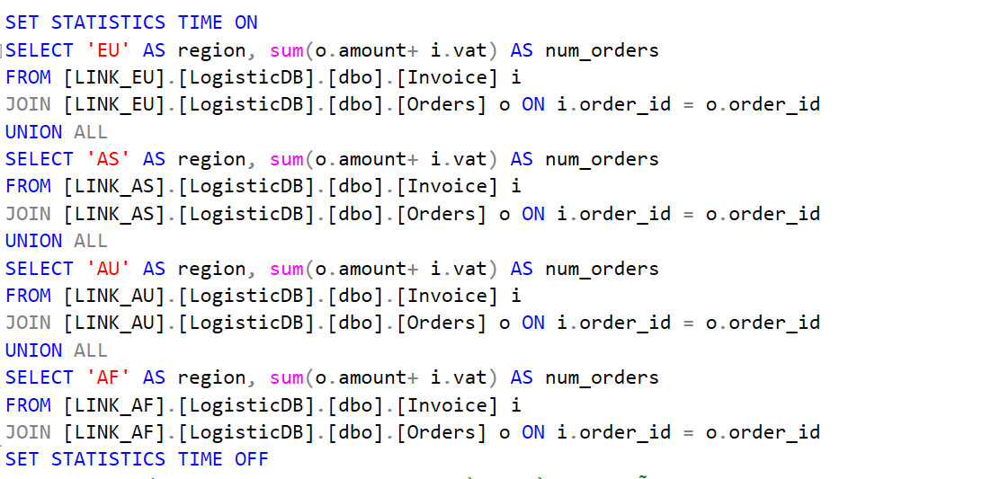 SET STATISTICS TIME ON
SELECT 'EU' AS region, sum(o.amount+ i.vat) AS num_orders
FROM [LINK_EU].[LogisticDB].[dbo].[Invoice] i
JOIN [LINK_EU].[LogisticDB].[dbo].[Orders] o ON i.order_id = o.order_id
UNION ALL
SELECT 'AS' AS region, sum(o.amount+ i.vat) AS num_orders
FROM [LINK_AS].[LogisticDB].[dbo].[Invoice] i
JOIN [LINK_AS].[LogisticDB].[dbo].[Orders] o ON i.order_id = o.order_id
UNION ALL
SELECT 'AU' AS region, sum(o.amount+ i.vat) AS num_orders
FROM [LINK_AU].[LogisticDB].[dbo].[Invoice] i
JOIN [LINK_AU].[LogisticDB].[dbo].[Orders] o ON i.order_id = o.order_id
UNION ALL
SELECT 'AF' AS region, sum(o.amount+ i.vat) AS num_orders
FROM [LINK_AF].[LogisticDB].[dbo].[Invoice] i
JOIN [LINK_AF].[LogisticDB].[dbo].[Orders] o ON i.order_id = o.order_id
SET STATISTICS TIME OFF